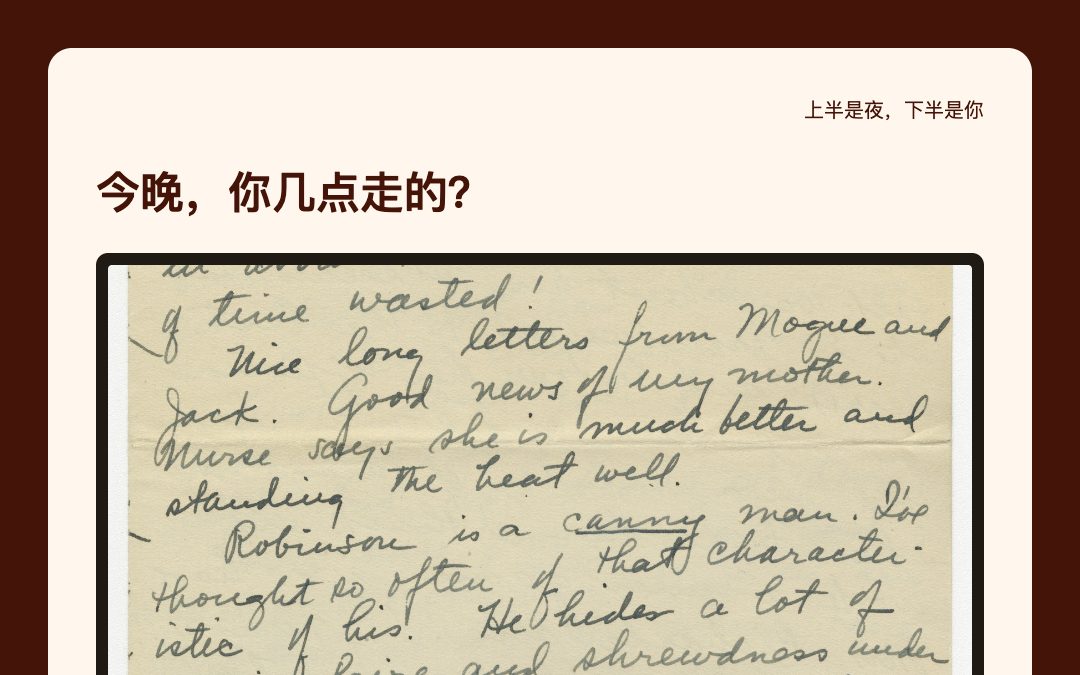 上半是夜，下半是你
今晚，你几点走的？
of time wasted!
Nice long letters from Mogue and
Jack. Good news of my mother.
Nurse says she is much better and
standing the heat well.
Robinson is a canny man. I've
thought so often of that character-
istic of his. He hides a lot of
and shrewdness under